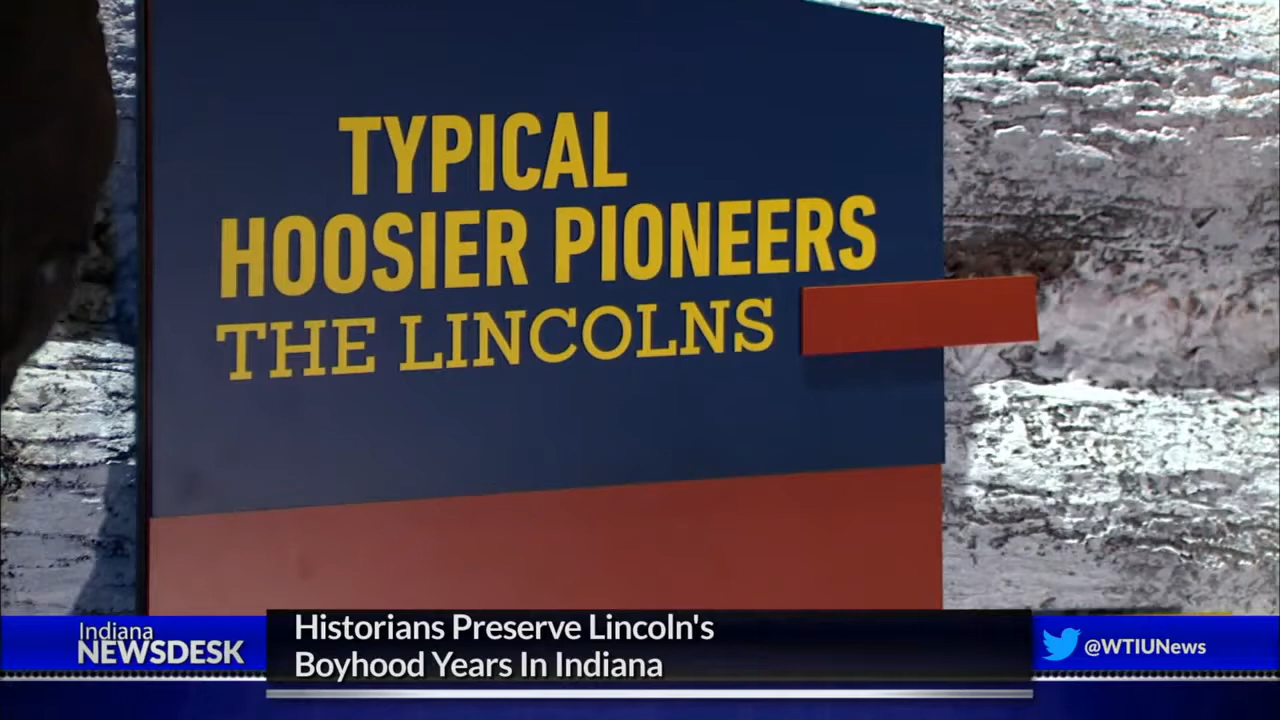 TYPICAL
HOOSIER PIONEERS
THE LINCOLNS
Indiana
NEWSDESK
Historians Preserve Lincoln's
Boyhood Years In Indiana
@WTIUNews